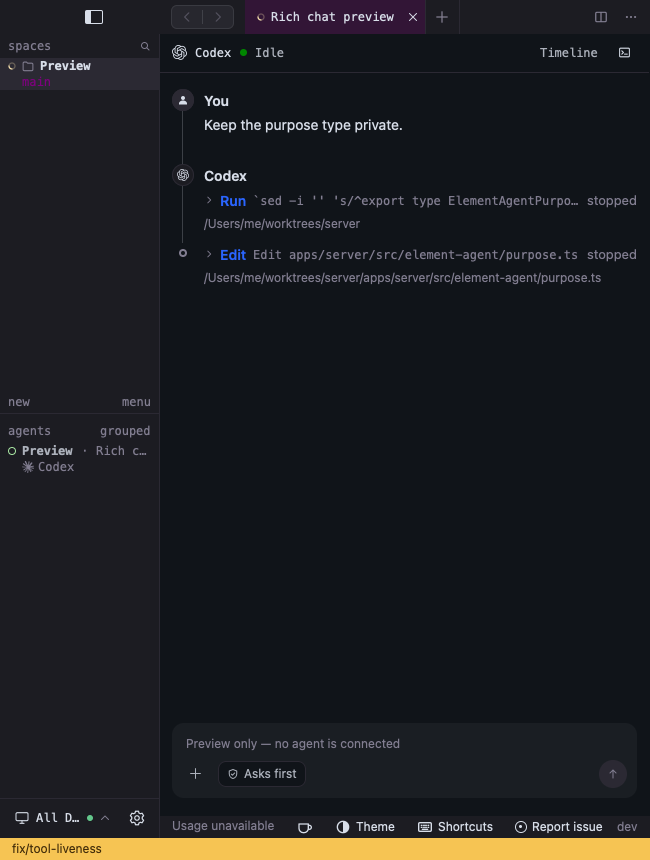 Rich chat preview
spaces
Preview
main
Codex Idle Timeline
You
Keep the purpose type private.
Codex
Run `sed -i '' 's/^export type ElementAgentPurpo… stopped
/Users/me/worktrees/server
Edit Edit apps/server/src/element-agent/purpose.ts stopped
/Users/me/worktrees/server/apps/server/src/element-agent/purpose.ts
new menu
agents grouped
Preview · Rich c…
Codex
Preview only — no agent is connected
Asks first
All D…
Usage unavailable Theme Shortcuts Report issue dev
fix/tool-liveness